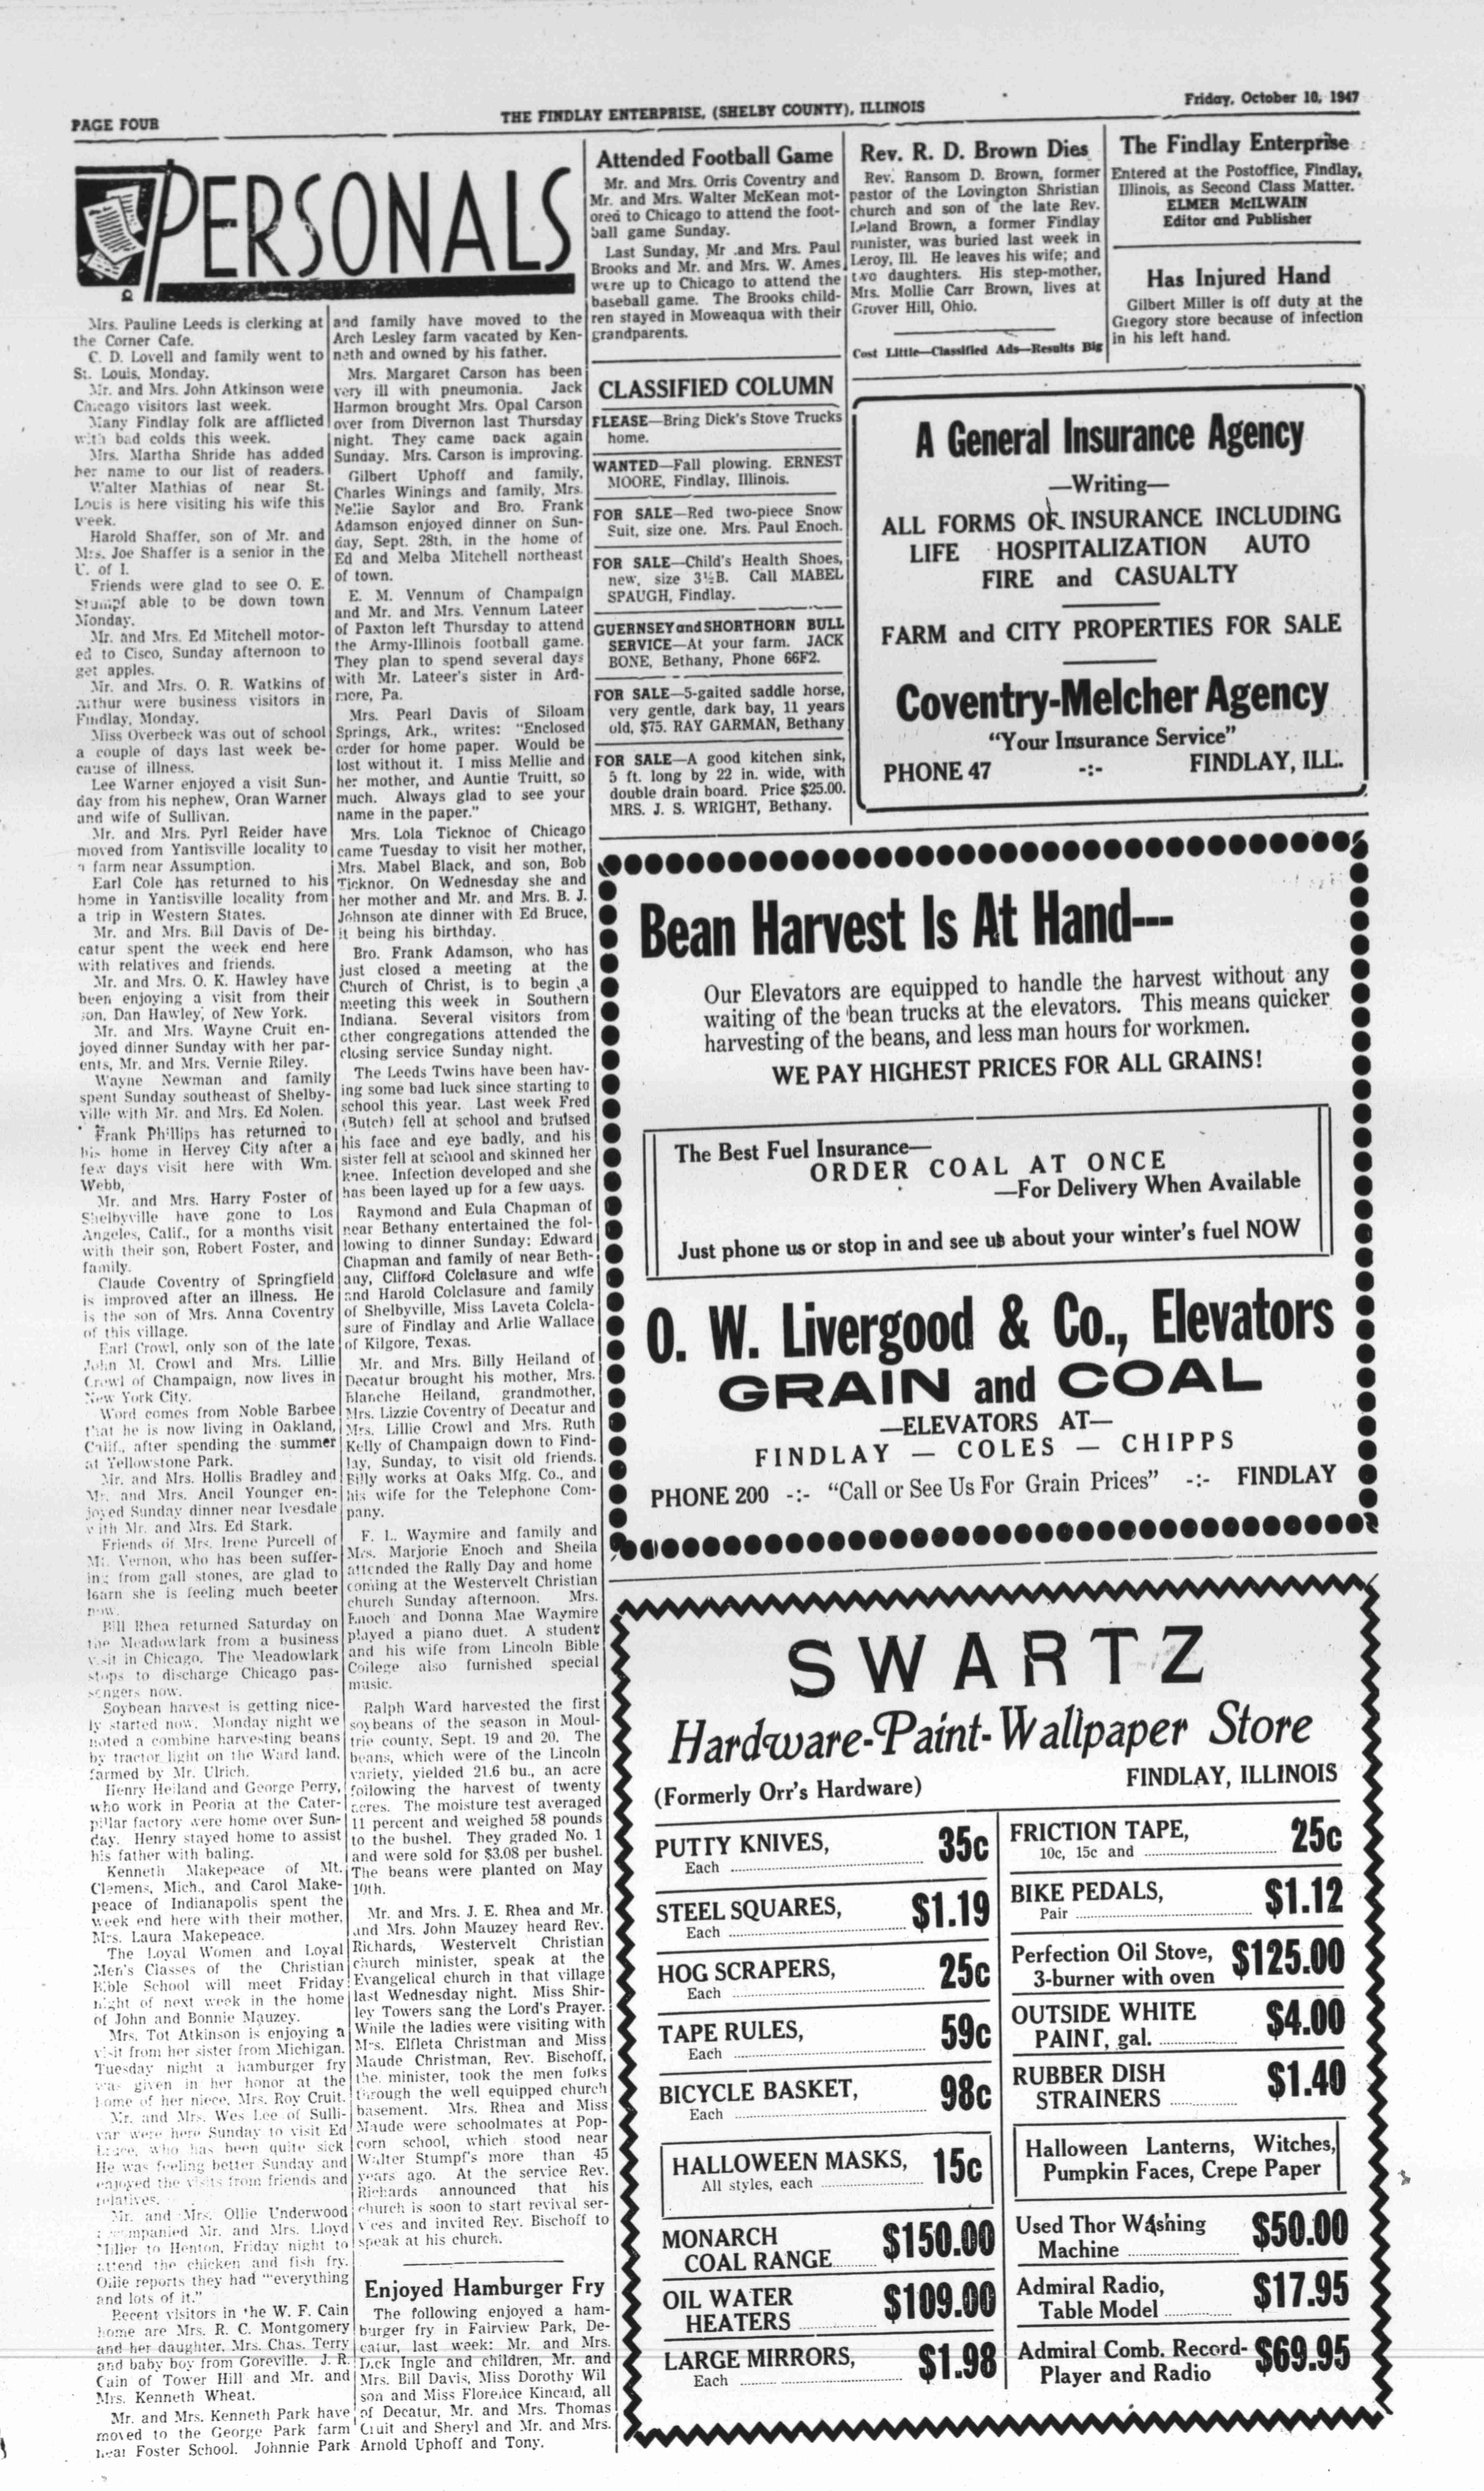 PAGE FOUR
THE FINDLAY ENTERPRISE, (SHELBY COUNTY), ILLINOIS
Friday, October 10, 1947
PERSONALS
Mrs. Pauline Leeds is clerking at
the Corner Cafe.
C. D. Lovell and family went to
St. Louis, Monday.
Mr. and Mrs. John Atkinson were
Chicago visitors last week.
Many Findlay folk are afflicted
with bad colds this week.
Mrs. Martha Shride has added
her name to our list of readers.
Walter Mathias of near St.
Louis is here visiting his wife this
week.
Harold Shaffer, son of Mr. and
Mrs. Joe Shaffer is a senior in the
U. of I.
Friends were glad to see O. E.
Stumpf able to be down town
Monday.
Mr. and Mrs. Ed Mitchell motor-
ed to Cisco, Sunday afternoon to
get apples.
Mr. and Mrs. O. R. Watkins of
Arthur were business visitors in
Findlay, Monday.
Miss Overbeck was out of school
a couple of days last week be-
cause of illness.
Lee Warner enjoyed a visit Sun-
day from his nephew, Oran Warner
and wife of Sullivan.
Mr. and Mrs. Pyrl Reider have
moved from Yantisville locality to
a farm near Assumption.
Earl Cole has returned to his
home in Yantisville locality from
a trip in Western States.
Mr. and Mrs. Bill Davis of De-
catur spent the week end here
with relatives and friends.
Mr. and Mrs. O. K. Hawley have
been enjoying a visit from their
son, Dan Hawley, of New York.
Mr. and Mrs. Wayne Cruit en-
joyed dinner Sunday with her par-
ents, Mr. and Mrs. Vernie Riley.
Wayne Newman and family
spent Sunday southeast of Shelby-
ville with Mr. and Mrs. Ed Nolen.
Frank Phillips has returned to
his home in Hervey City after a
few days visit here with Wm.
Webb,
Mr. and Mrs. Harry Foster of
Shelbyville have gone to Los
Angeles, Calif., for a months visit
with their son, Robert Foster, and
family.
Claude Coventry of Springfield
is improved after an illness. He
is the son of Mrs. Anna Coventry
of this village.
Earl Crowl, only son of the late
John M. Crowl and Mrs. Lillie
Crowl of Champaign, now lives in
New York City.
Word comes from Noble Barbee
that he is now living in Oakland,
Calif., after spending the summer
at Yellowstone Park.
Mr. and Mrs. Hollis Bradley and
Mr. and Mrs. Ancil Younger en-
joyed Sunday dinner near Ivesdale
with Mr. and Mrs. Ed Stark.
Friends of Mrs. Irene Purcell of
Mt. Vernon, who has been suffer-
ing from gall stones, are glad to
learn she is feeling much beeter
now.
Bill Rhea returned Saturday on
the Meadowlark from a business
visit in Chicago. The Meadowlark
stops to discharge Chicago pas-
sengers now.
Soybean harvest is getting nice-
ly started now. Monday night we
noted a combine harvesting beans
by tractor light on the Ward land,
farmed by Mr. Ulrich.
Henry Heiland and George Perry,
who work in Peoria at the Cater-
pillar factory were home over Sun-
day. Henry stayed home to assist
his father with baling.
Kenneth Makepeace of Mt.
Clemens, Mich., and Carol Make-
peace of Indianapolis spent the
week end here with their mother,
Mrs. Laura Makepeace.
The Loyal Women and Loyal
Men's Classes of the Christian
Bible School will meet Friday
night of next week in the home
of John and Bonnie Mauzey.
Mrs. Tot Atkinson is enjoying a
visit from her sister from Michigan.
Tuesday night a hamburger fry
was given in her honor at the
home of her niece, Mrs. Roy Cruit.
Mr. and Mrs. Wes Lee of Sulli-
van were here Sunday to visit Ed
Bruce, who has been quite sick
He was feeling better Sunday and
enjoyed the visits from friends and
relatives.
Mr. and Mrs. Ollie Underwood
accompanied Mr. and Mrs. Lloyd
Miller to Henton, Friday night to
attend the chicken and fish fry.
Ollie reports they had "everything
and lots of it."
Recent visitors in the W. F. Cain
home are Mrs. R. C. Montgomery
and her daughter, Mrs. Chas. Terry
and baby boy from Goreville. J. R.
Cain of Tower Hill and Mr. and
Mrs. Kenneth Wheat.
Mr. and Mrs. Kenneth Park have
moved to the George Park farm
near Foster School. Johnnie Park
and family have moved to the
Arch Lesley farm vacated by Ken-
neth and owned by his father.
Mrs. Margaret Carson has been
very ill with pneumonia. Jack
Harmon brought Mrs. Opal Carson
over from Divernon last Thursday
night. They came back again
Sunday. Mrs. Carson is improving.
Gilbert Uphoff and family,
Charles Winings and family, Mrs.
Nellie Saylor and Bro. Frank
Adamson enjoyed dinner on Sun-
day, Sept. 28th, in the home of
Ed and Melba Mitchell northeast
of town.
E. M. Vennum of Champaign
and Mr. and Mrs. Vennum Lateer
of Paxton left Thursday to attend
the Army-Illinois football game.
They plan to spend several days
with Mr. Lateer's sister in Ard-
more, Pa.
Mrs. Pearl Davis of Siloam
Springs, Ark., writes: "Enclosed
order for home paper. Would be
lost without it. I miss Mellie and
her mother, and Auntie Truitt, so
much. Always glad to see your
name in the paper."
Mrs. Lola Ticknoc of Chicago
came Tuesday to visit her mother,
Mrs. Mabel Black, and son, Bob
Ticknor. On Wednesday she and
her mother and Mr. and Mrs. B. J.
Johnson ate dinner with Ed Bruce,
it being his birthday.
Bro. Frank Adamson, who has
just closed a meeting at the
Church of Christ, is to begin a
meeting this week in Southern
Indiana. Several visitors from
other congregations attended the
closing service Sunday night.
The Leeds Twins have been hav-
ing some bad luck since starting to
school this year. Last week Fred
(Butch) fell at school and bruised
his face and eye badly, and his
sister fell at school and skinned her
knee. Infection developed and she
has been layed up for a few days.
Raymond and Eula Chapman of
near Bethany entertained the fol-
lowing to dinner Sunday: Edward
Chapman and family of near Beth-
any, Clifford Colclasure and wife
and Harold Colclasure and family
of Shelbyville, Miss Laveta Colcla-
sure of Findlay and Arlie Wallace
of Kilgore, Texas.
Mr. and Mrs. Billy Heiland of
Decatur brought his mother, Mrs.
Blanche Heiland, grandmother,
Mrs. Lizzie Coventry of Decatur and
Mrs. Lillie Crowl and Mrs. Ruth
Kelly of Champaign down to Find-
lay, Sunday, to visit old friends.
Billy works at Oaks Mfg. Co., and
his wife for the Telephone Com-
pany.
F. L. Waymire and family and
Mrs. Marjorie Enoch and Sheila
attended the Rally Day and home
coming at the Westervelt Christian
church Sunday afternoon. Mrs.
Enoch and Donna Mae Waymire
played a piano duet. A student
and his wife from Lincoln Bible
College also furnished special
music.
Ralph Ward harvested the first
soybeans of the season in Moul-
trie county, Sept. 19 and 20. The
beans, which were of the Lincoln
variety, yielded 21.6 bu., an acre
following the harvest of twenty
acres. The moisture test averaged
11 percent and weighed 58 pounds
to the bushel. They graded No. 1
and were sold for $3.08 per bushel.
The beans were planted on May
10th.
Mr. and Mrs. J. E. Rhea and Mr.
and Mrs. John Mauzey heard Rev.
Richards, Westervelt Christian
church minister, speak at the
Evangelical church in that village
last Wednesday night. Miss Shir-
ley Towers sang the Lord's Prayer.
While the ladies were visiting with
Mrs. Elfleta Christman and Miss
Maude Christman, Rev. Bischoff,
the minister, took the men folks
through the well equipped church
basement. Mrs. Rhea and Miss
Maude were schoolmates at Pop-
corn school, which stood near
Walter Stumpf's more than 45
years ago. At the service Rev.
Richards announced that his
church is soon to start revival ser-
vices and invited Rev. Bischoff to
speak at his church.
Enjoyed Hamburger Fry
The following enjoyed a ham-
burger fry in Fairview Park, De-
catur, last week: Mr. and Mrs.
Dick Ingle and children, Mr. and
Mrs. Bill Davis, Miss Dorothy Wil
son and Miss Florence Kincaid, all
of Decatur, Mr. and Mrs. Thomas
Cruit and Sheryl and Mr. and Mrs.
Arnold Uphoff and Tony.
Attended Football Game
Mr. and Mrs. Orris Coventry and
Mr. and Mrs. Walter McKean mot-
ored to Chicago to attend the foot-
ball game Sunday.
Last Sunday, Mr .and Mrs. Paul
Brooks and Mr. and Mrs. W. Ames
were up to Chicago to attend the
baseball game. The Brooks child-
ren stayed in Moweaqua with their
grandparents.
CLASSIFIED COLUMN
PLEASE—Bring Dick's Stove Trucks
home.
WANTED—Fall plowing. ERNEST
MOORE, Findlay, Illinois.
FOR SALE—Red two-piece Snow
Suit, size one. Mrs. Paul Enoch.
FOR SALE—Child's Health Shoes,
new, size 3½B. Call MABEL
SPAUGH, Findlay.
GUERNSEY and SHORTHORN BULL
SERVICE—At your farm. JACK
BONE, Bethany, Phone 66F2.
FOR SALE—5-gaited saddle horse,
very gentle, dark bay, 11 years
old, $75. RAY GARMAN, Bethany
FOR SALE—A good kitchen sink,
5 ft. long by 22 in. wide, with
double drain board. Price $25.00.
MRS. J. S. WRIGHT, Bethany.
Rev. R. D. Brown Dies
Rev. Ransom D. Brown, former
pastor of the Lovington Shristian
church and son of the late Rev.
Leland Brown, a former Findlay
minister, was buried last week in
Leroy, Ill. He leaves his wife; and
two daughters. His step-mother,
Mrs. Mollie Carr Brown, lives at
Grover Hill, Ohio.
Cost Little—Classified Ads—Results Big
The Findlay Enterprise
Entered at the Postoffice, Findlay,
Illinois, as Second Class Matter.
ELMER McILWAIN
Editor and Publisher
Has Injured Hand
Gilbert Miller is off duty at the
Gregory store because of infection
in his left hand.
A General Insurance Agency
—Writing—
ALL FORMS OF INSURANCE INCLUDING
LIFE HOSPITALIZATION AUTO
FIRE and CASUALTY
FARM and CITY PROPERTIES FOR SALE
Coventry-Melcher Agency
"Your Insurance Service"
PHONE 47 -:- FINDLAY, ILL.
Bean Harvest Is At Hand---
Our Elevators are equipped to handle the harvest without any
waiting of the bean trucks at the elevators. This means quicker
harvesting of the beans, and less man hours for workmen.
WE PAY HIGHEST PRICES FOR ALL GRAINS!
The Best Fuel Insurance—
ORDER COAL AT ONCE
—For Delivery When Available
Just phone us or stop in and see us about your winter's fuel NOW
O. W. Livergood & Co., Elevators
GRAIN and COAL
—ELEVATORS AT—
FINDLAY — COLES — CHIPPS
PHONE 200 -:- "Call or See Us For Grain Prices" -:- FINDLAY
SWARTZ
Hardware-Paint-Wallpaper Store
(Formerly Orr's Hardware) FINDLAY, ILLINOIS
PUTTY KNIVES,
Each 35c
STEEL SQUARES,
Each $1.19
HOG SCRAPERS,
Each 25c
TAPE RULES,
Each 59c
BICYCLE BASKET,
Each 98c
HALLOWEEN MASKS,
All styles, each 15c
MONARCH
COAL RANGE $150.00
OIL WATER
HEATERS $109.00
LARGE MIRRORS,
Each $1.98
FRICTION TAPE,
10c, 15c and 25c
BIKE PEDALS,
Pair $1.12
Perfection Oil Stove,
3-burner with oven $125.00
OUTSIDE WHITE
PAINT, gal. $4.00
RUBBER DISH
STRAINERS $1.40
Halloween Lanterns, Witches,
Pumpkin Faces, Crepe Paper
Used Thor Washing
Machine $50.00
Admiral Radio,
Table Model $17.95
Admiral Comb. Record-
Player and Radio $69.95